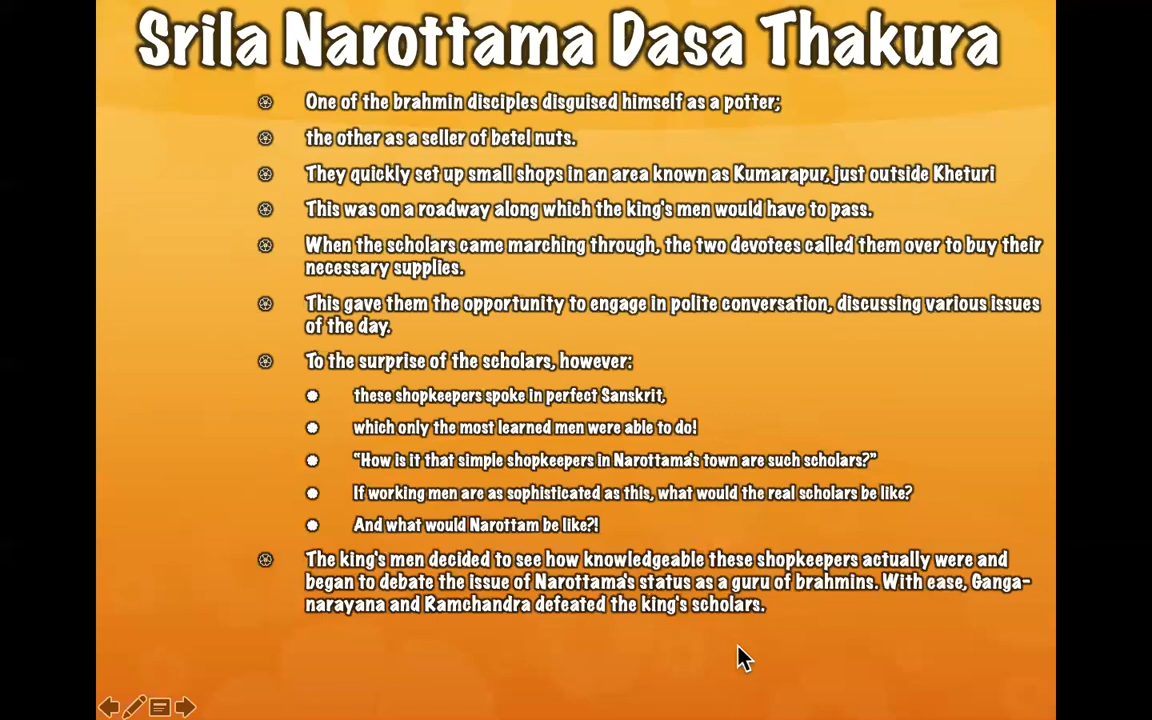 Srila Narottama Dasa Thakura
One of the brahmin disciples disguised himself as a potter;
the other as a seller of betel nuts.
They quickly set up small shops in an area known as Kumarapur, just outside Kheturi
This was on a roadway along which the king's men would have to pass.
When the scholars came marching through, the two devotees called them over to buy their
necessary supplies.
This gave them the opportunity to engage in polite conversation, discussing various issues
of the day.
To the surprise of the scholars, however:
these shopkeepers spoke in perfect Sanskrit,
which only the most learned men were able to do!
“How is it that simple shopkeepers in Narottama's town are such scholars?”
If working men are as sophisticated as this, what would the real scholars be like?
And what would Narottam be like?!
The king's men decided to see how knowledgeable these shopkeepers actually were and
began to debate the issue of Narottama's status as a guru of brahmins. With ease, Ganga-
narayana and Ramchandra defeated the king's scholars.